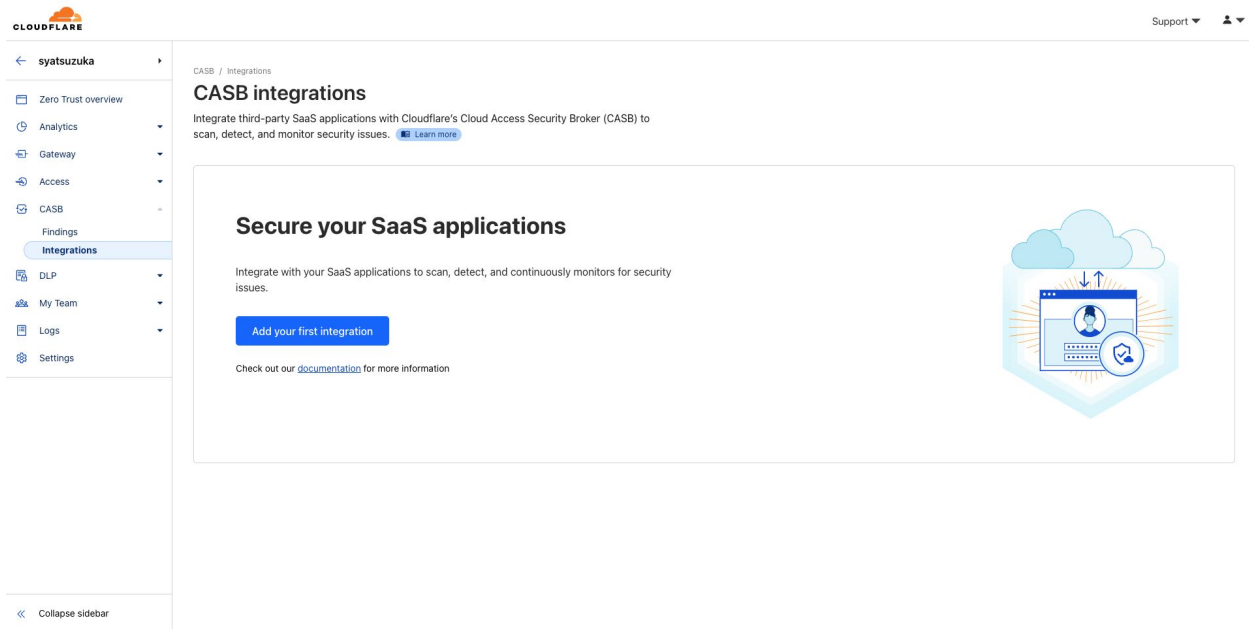 CLOUDFLARE
Support
syatsuzuka
Zero Trust overview
Analytics
Gateway
Access
CASB
Findings
Integrations
DLP
My Team
Logs
Settings
Collapse sidebar
CASB / Integrations
CASB integrations
Integrate third-party SaaS applications with Cloudflare's Cloud Access Security Broker (CASB) to
scan, detect, and monitor security issues. Learn more
Secure your SaaS applications
Integrate with your SaaS applications to scan, detect, and continuously monitors for security
issues.
Add your first integration
Check out our documentation for more information